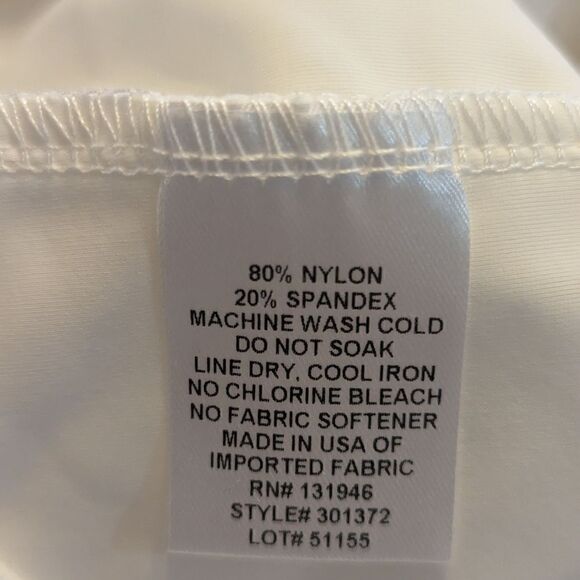 80% NYLON
20% SPANDEX
MACHINE WASH COLD
DO NOT SOAK
LINE DRY, COOL IRON
NO CHLORINE BLEACH
NO FABRIC SOFTENER
MADE IN USA OF
IMPORTED FABRIC
RN# 131946
STYLE# 301372
LOT# 51155